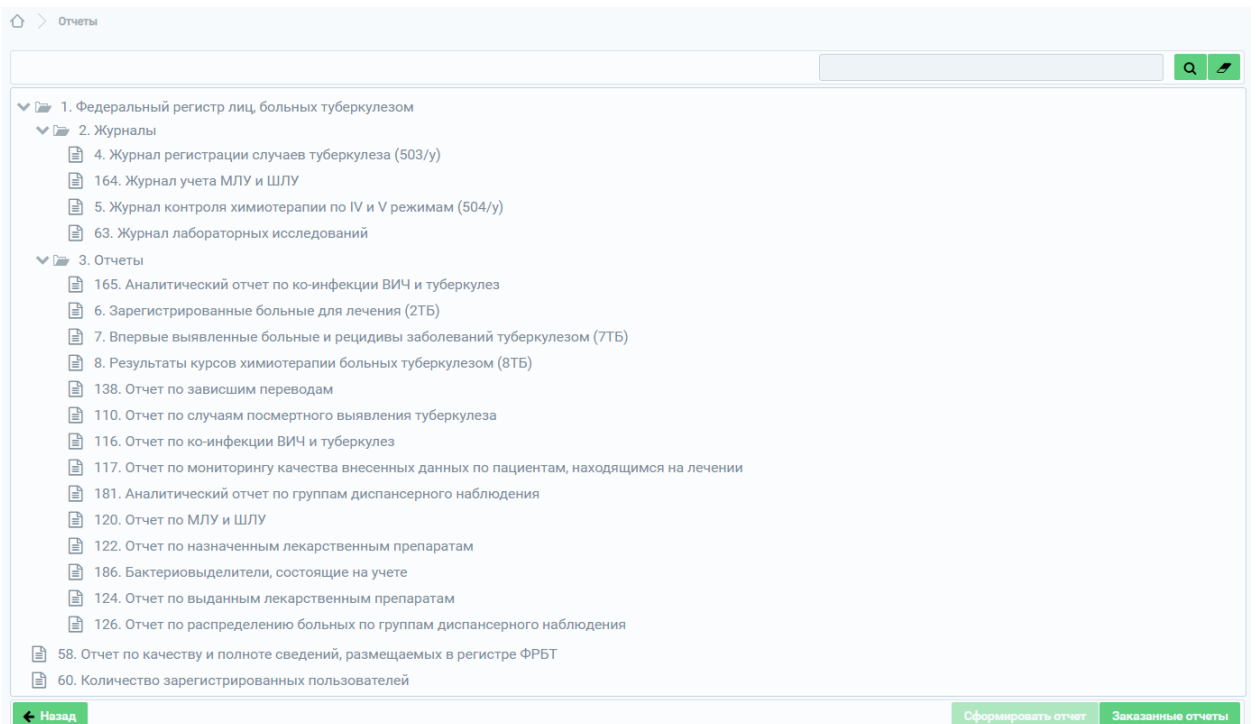 Отчеты
1. Федеральный регистр лиц, больных туберкулезом
2. Журналы
4. Журнал регистрации случаев туберкулеза (503/у)
164. Журнал учета МЛУ и ШЛУ
5. Журнал контроля химиотерапии по IV и V режимам (504/у)
63. Журнал лабораторных исследований
3. Отчеты
165. Аналитический отчет по ко-инфекции ВИЧ и туберкулез
6. Зарегистрированные больные для лечения (2ТБ)
7. Впервые выявленные больные и рецидивы заболеваний туберкулезом (7ТБ)
8. Результаты курсов химиотерапии больных туберкулезом (8ТБ)
138. Отчет по зависшим переводам
110. Отчет по случаям посмертного выявления туберкулеза
116. Отчет по ко-инфекции ВИЧ и туберкулез
117. Отчет по мониторингу качества внесенных данных по пациентам, находящимся на лечении
181. Аналитический отчет по группам диспансерного наблюдения
120. Отчет по МЛУ и ШЛУ
122. Отчет по назначенным лекарственным препаратам
186. Бактериовыделители, состоящие на учете
124. Отчет по выданным лекарственным препаратам
126. Отчет по распределению больных по группам диспансерного наблюдения
58. Отчет по качеству и полноте сведений, размещаемых в регистре ФРБТ
60. Количество зарегистрированных пользователей
Назад Сформировать отчет Заказанные отчеты